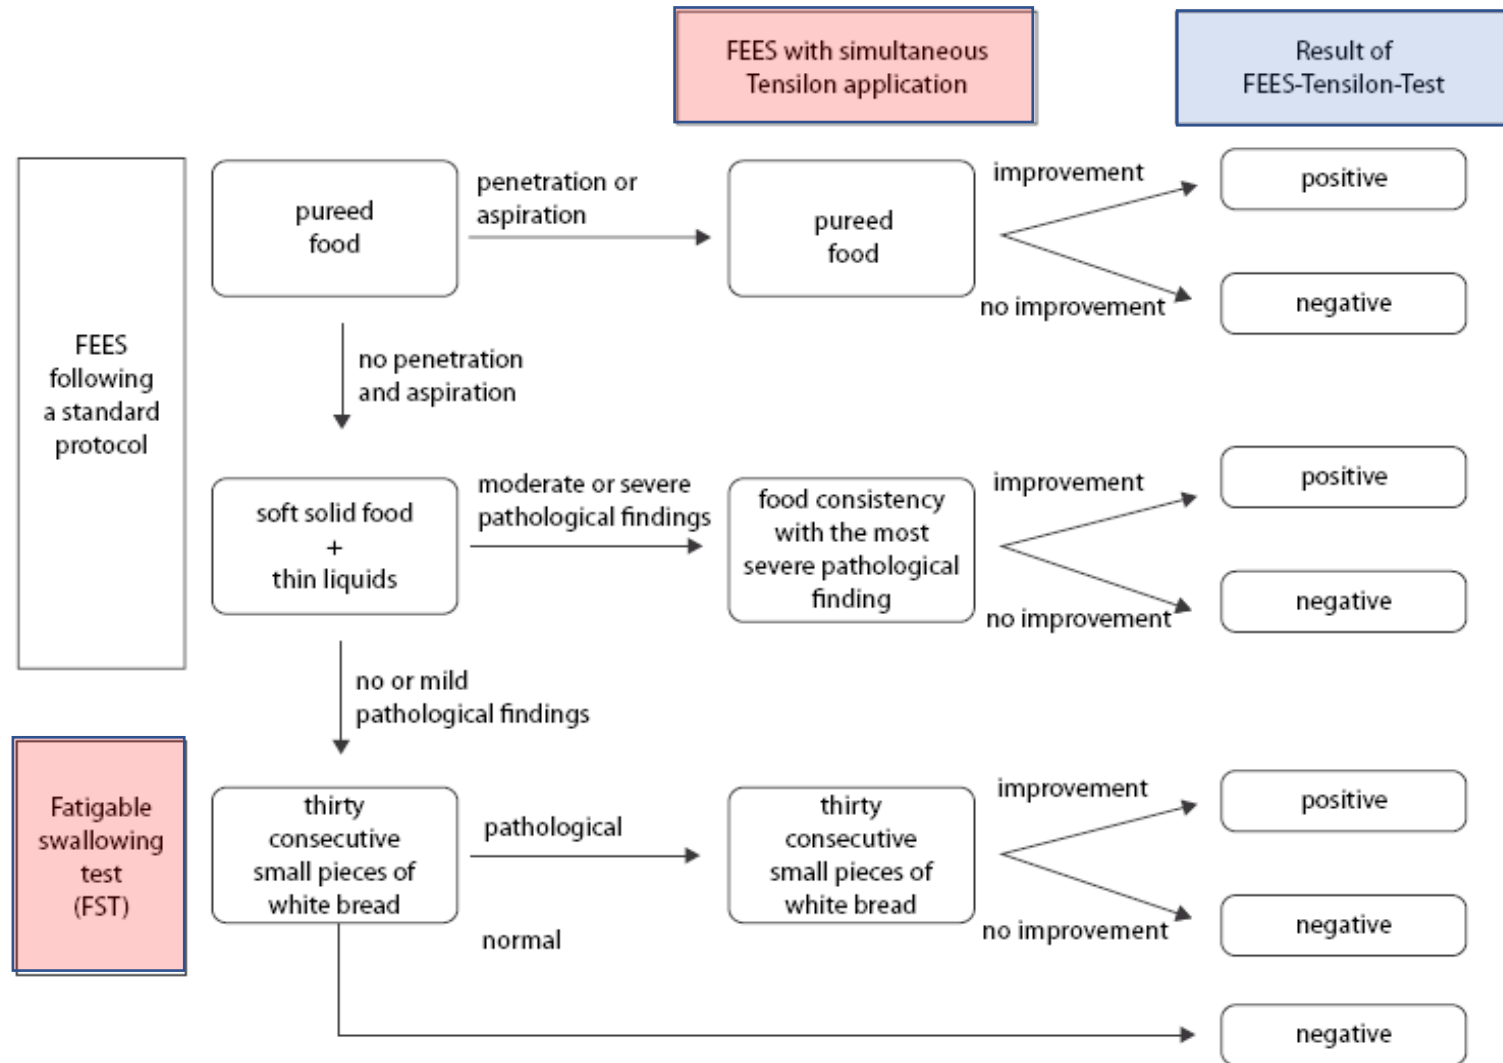 FEES with simultaneous
Tensilon application
Result of
FEES-Tensilon-Test
FEES
following
a standard
protocol
pureed
food
penetration or
aspiration
pureed
food
improvement
no improvement
positive
negative
no penetration
and aspiration
soft solid food
+
thin liquids
moderate or severe
pathological findings
food consistency
with the most
severe pathological
finding
improvement
no improvement
positive
negative
no or mild
pathological findings
Fatigable
swallowing
test
(FST)
thirty
consecutive
small pieces of
white bread
pathological
normal
thirty
consecutive
small pieces of
white bread
improvement
no improvement
positive
negative
negative